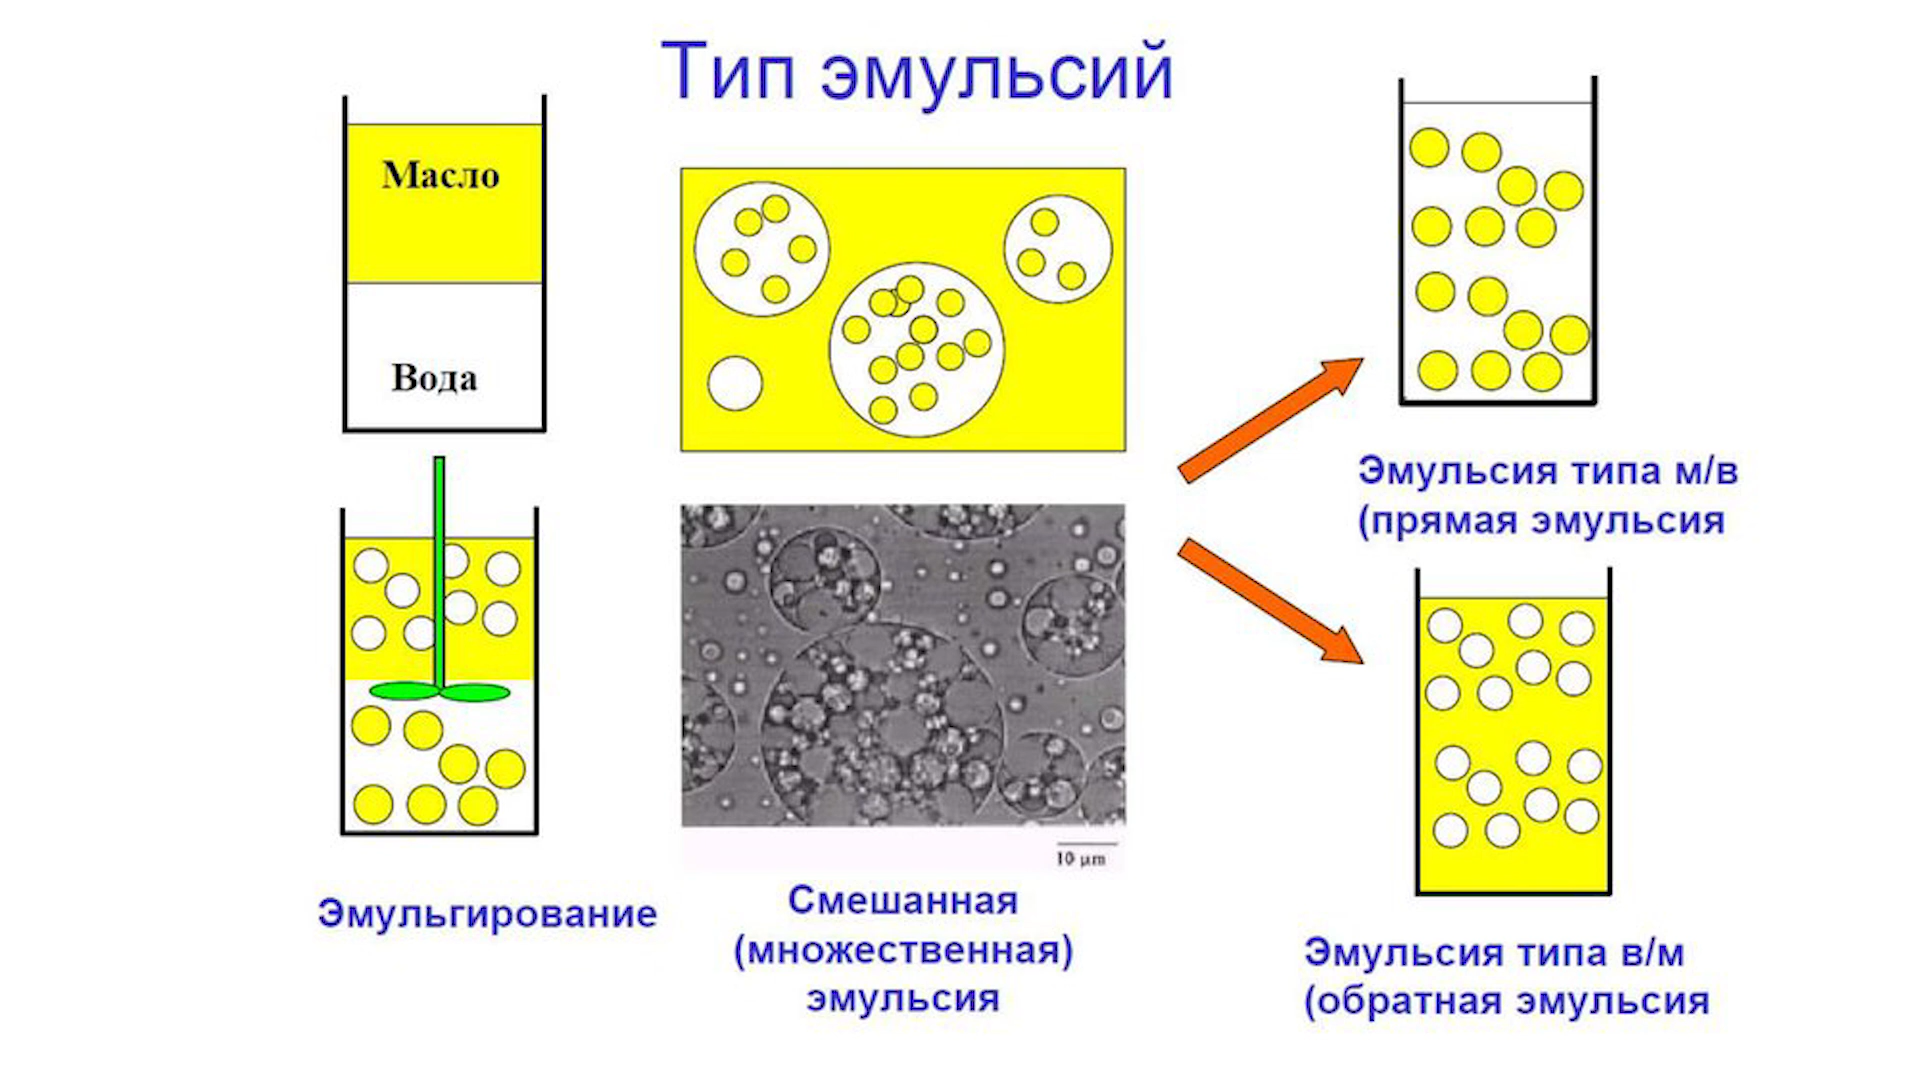 Тип эмульсий
Масло
Вода
Эмульгирование
10 μm
Смешанная
(множественная)
эмульсия
Эмульсия типа м/в
(прямая эмульсия
Эмульсия типа в/м
(обратная эмульсия